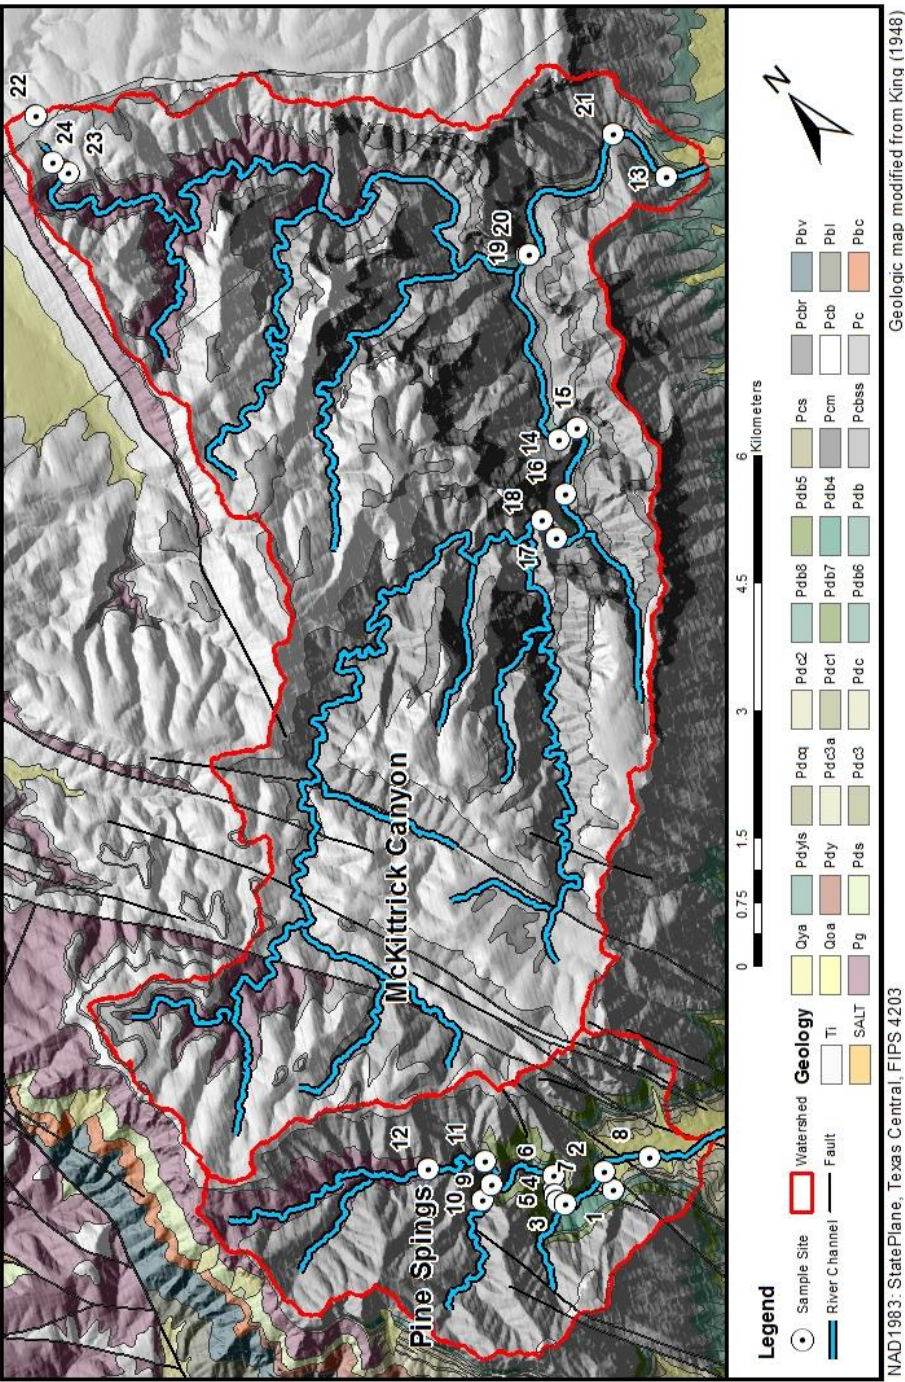 22
24
23
21
13
19 20
15
14
16
18
17
McKittrick Canyon
12
11
10
9
6
4
5
7
2
3
8
1
Pine Spings
N
0 0.75 1.5 3 4.5 6
Kilometers
Legend
Sample Site
River Channel
Watershed
Fault
Geology
Ti
SALT
Qya
Qoa
Pg
Pdyls
Pdy
Pds
Pdcq
Pdc3a
Pdc3
Pdc2
Pdc1
Pdc
Pdb8
Pdb7
Pdb6
Pdb5
Pdb4
Pdb
Pcs
Pcm
Pcbss
Pcbr
Pcb
Pc
Pbv
Pbl
Pbc
NAD1983: StatePlane, Texas Central, FIPS 4203
Geologic map modified from King (1948)